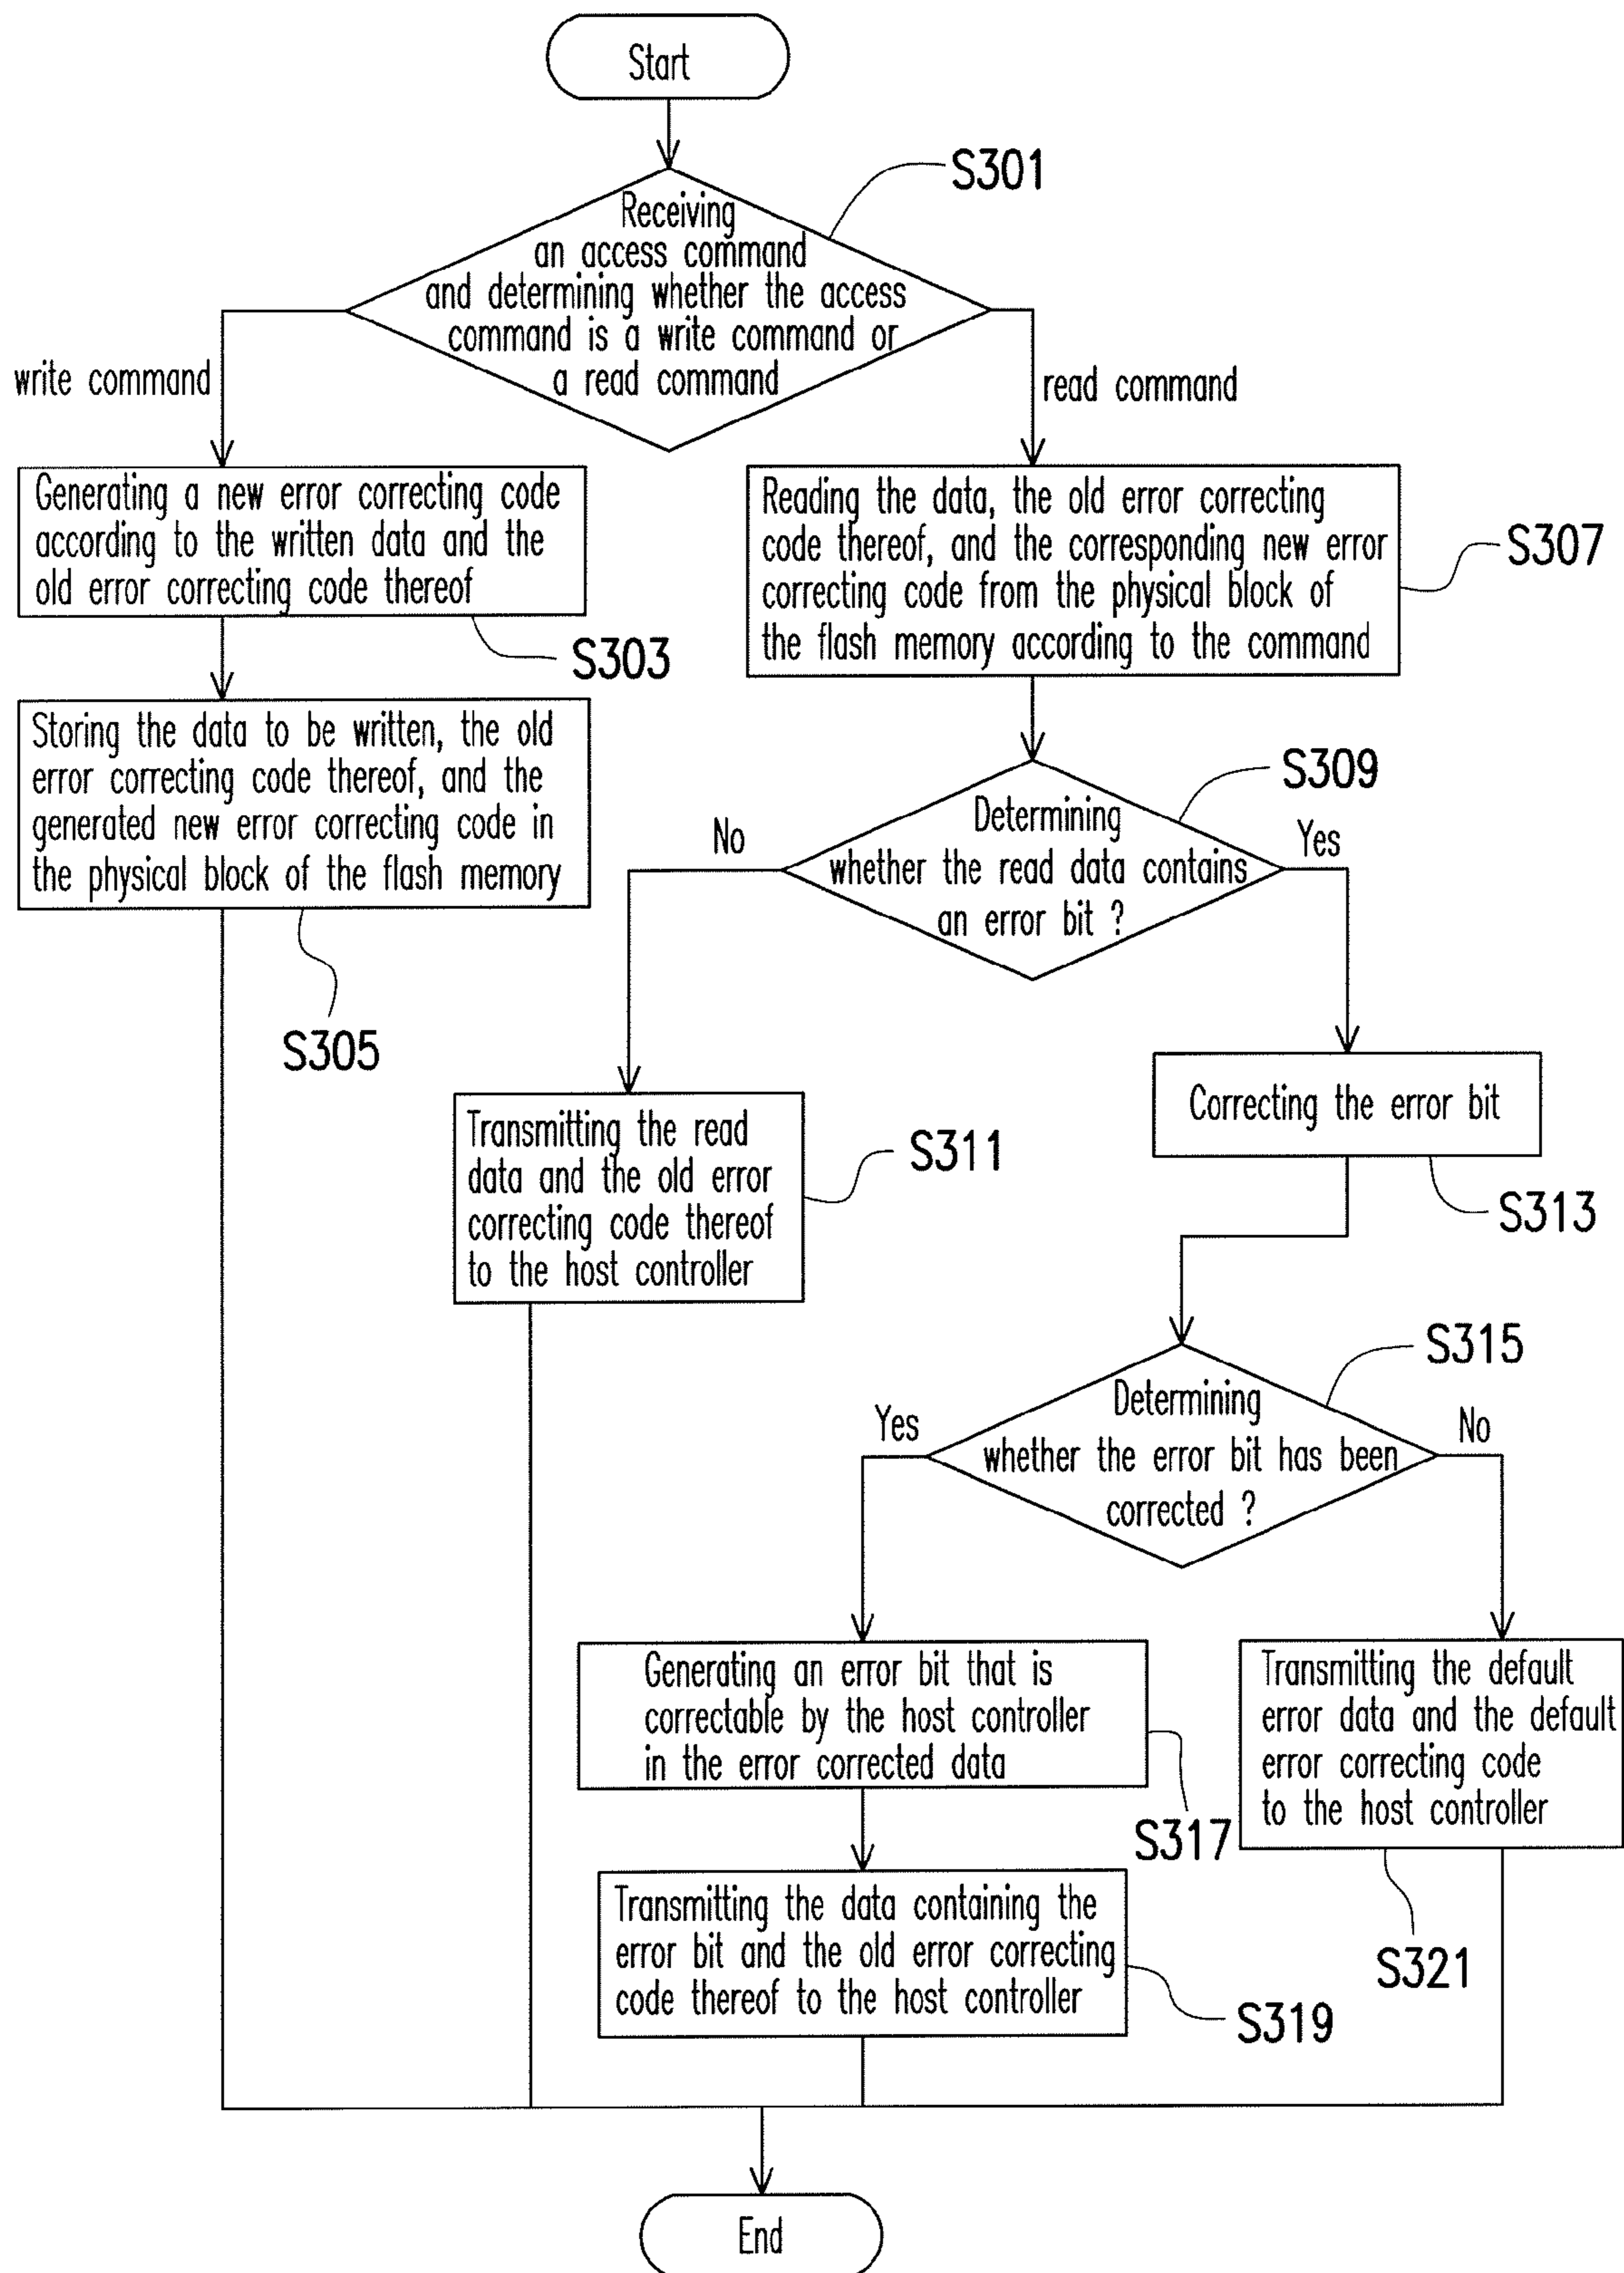 Start
S301
Receiving
an access command
and determining whether the access
command is a write command or
a read command
write command
read command
Generating a new error correcting code
according to the written data and the
old error correcting code thereof
S303
Reading the data, the old error correcting
code thereof, and the corresponding new error
correcting code from the physical block of
the flash memory according to the command
S307
Storing the data to be written, the old
error correcting code thereof, and the
generated new error correcting code in
the physical block of the flash memory
S305
S309
Determining
whether the read data contains
an error bit ?
No
Yes
Transmitting the read
data and the old error
correcting code thereof
to the host controller
S311
Correcting the error bit
S313
S315
Determining
whether the error bit has been
corrected ?
Yes
No
Generating an error bit that is
correctable by the host controller
in the error corrected data
S317
Transmitting the default
error data and the default
error correcting code
to the host controller
S321
Transmitting the data containing the
error bit and the old error correcting
code thereof to the host controller
S319
End